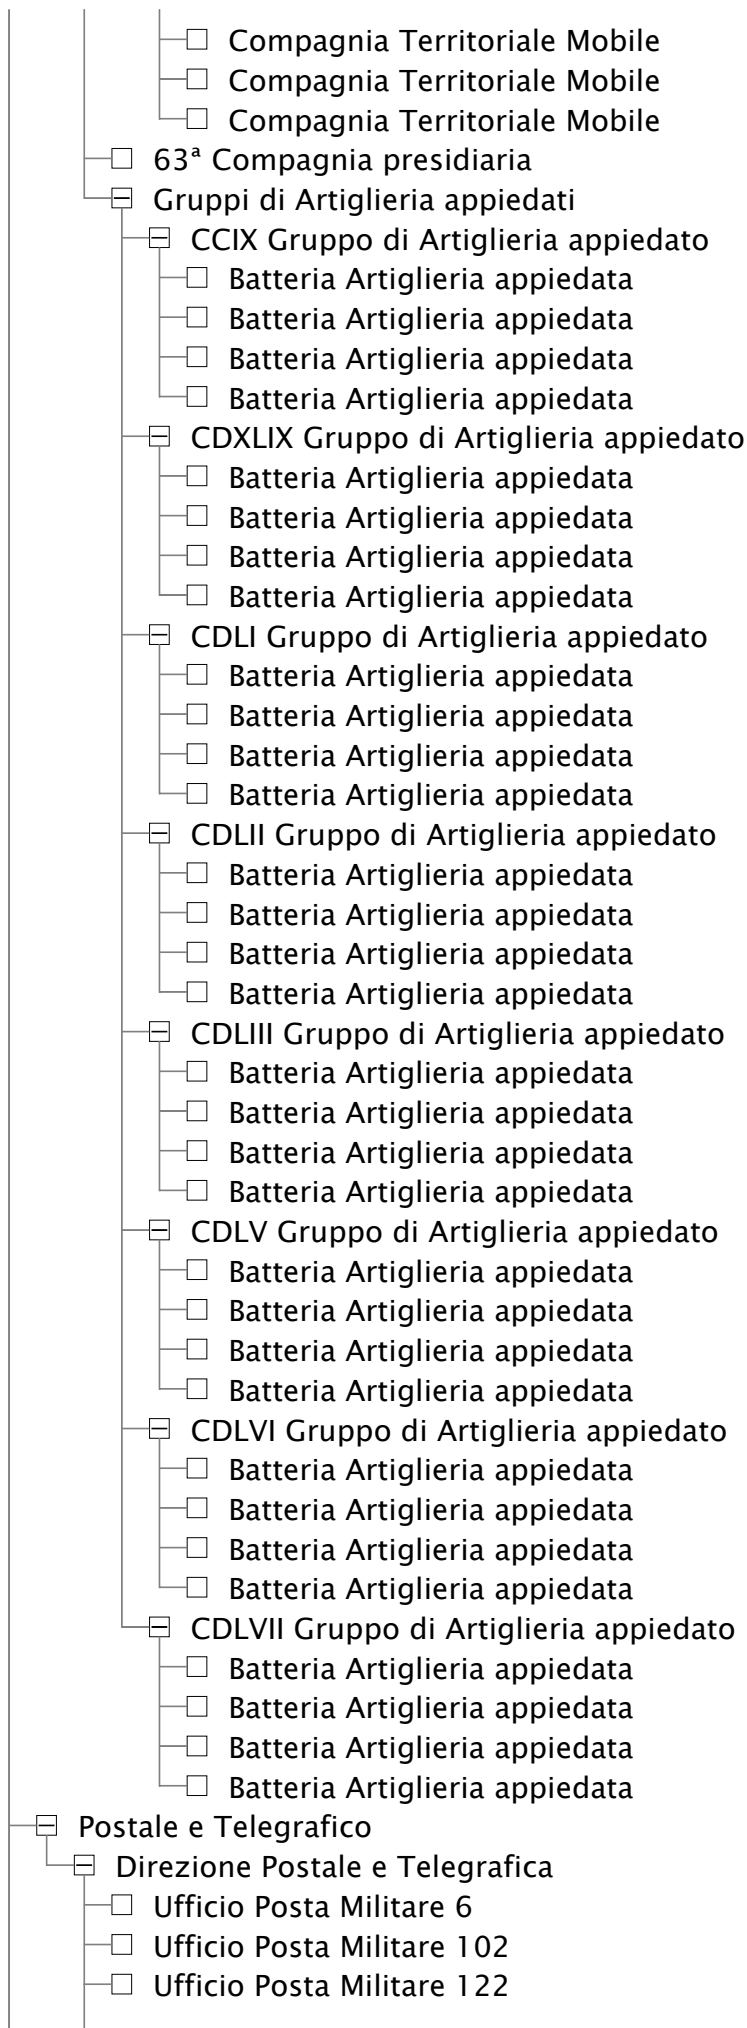 Compagnia Territoriale Mobile
Compagnia Territoriale Mobile
Compagnia Territoriale Mobile
63ª Compagnia presidiaria
Gruppi di Artiglieria appiedati
CCIX Gruppo di Artiglieria appiedato
Batteria Artiglieria appiedata
Batteria Artiglieria appiedata
Batteria Artiglieria appiedata
Batteria Artiglieria appiedata
CDXLIX Gruppo di Artiglieria appiedato
Batteria Artiglieria appiedata
Batteria Artiglieria appiedata
Batteria Artiglieria appiedata
Batteria Artiglieria appiedata
CDLI Gruppo di Artiglieria appiedato
Batteria Artiglieria appiedata
Batteria Artiglieria appiedata
Batteria Artiglieria appiedata
Batteria Artiglieria appiedata
CDLII Gruppo di Artiglieria appiedato
Batteria Artiglieria appiedata
Batteria Artiglieria appiedata
Batteria Artiglieria appiedata
Batteria Artiglieria appiedata
CDLIII Gruppo di Artiglieria appiedato
Batteria Artiglieria appiedata
Batteria Artiglieria appiedata
Batteria Artiglieria appiedata
Batteria Artiglieria appiedata
CDLV Gruppo di Artiglieria appiedato
Batteria Artiglieria appiedata
Batteria Artiglieria appiedata
Batteria Artiglieria appiedata
Batteria Artiglieria appiedata
CDLVI Gruppo di Artiglieria appiedato
Batteria Artiglieria appiedata
Batteria Artiglieria appiedata
Batteria Artiglieria appiedata
Batteria Artiglieria appiedata
CDLVII Gruppo di Artiglieria appiedato
Batteria Artiglieria appiedata
Batteria Artiglieria appiedata
Batteria Artiglieria appiedata
Batteria Artiglieria appiedata
Postale e Telegrafico
Direzione Postale e Telegrafica
Ufficio Posta Militare 6
Ufficio Posta Militare 102
Ufficio Posta Militare 122